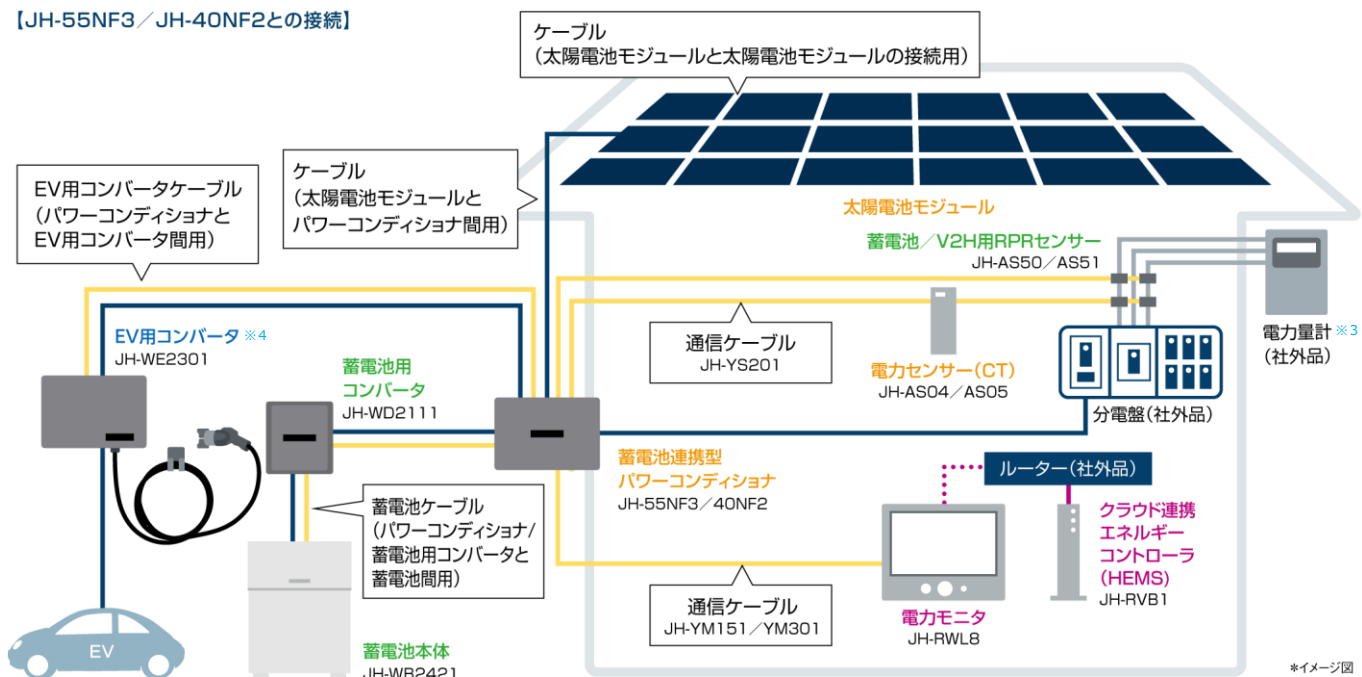 【JH-55NF3／JH-40NF2との接続】
ケーブル
（太陽電池モジュールと太陽電池モジュールの接続用）
ケーブル
（太陽電池モジュールと
パワーコンディショナ間用）
EV用コンバータケーブル
（パワーコンディショナと
EV用コンバータ間用）
太陽電池モジュール
蓄電池／V2H用RPRセンサー
JH-AS50／AS51
電力量計 ※3
（社外品）
EV用コンバータ ※4
JH-WE2301
通信ケーブル
JH-YS201
電力センサー（CT）
JH-AS04／AS05
分電盤（社外品）
蓄電池用
コンバータ
JH-WD2111
蓄電池連携型
パワーコンディショナ
JH-55NF3／40NF2
ルーター（社外品）
クラウド連携
エネルギー
コントローラ
（HEMS）
JH-RVB1
蓄電池ケーブル
（パワーコンディショナ/
蓄電池用コンバータと
蓄電池間用）
通信ケーブル
JH-YM151／YM301
電力モニタ
JH-RWL8
EV
蓄電池本体
JH-WB2421
*イメージ図